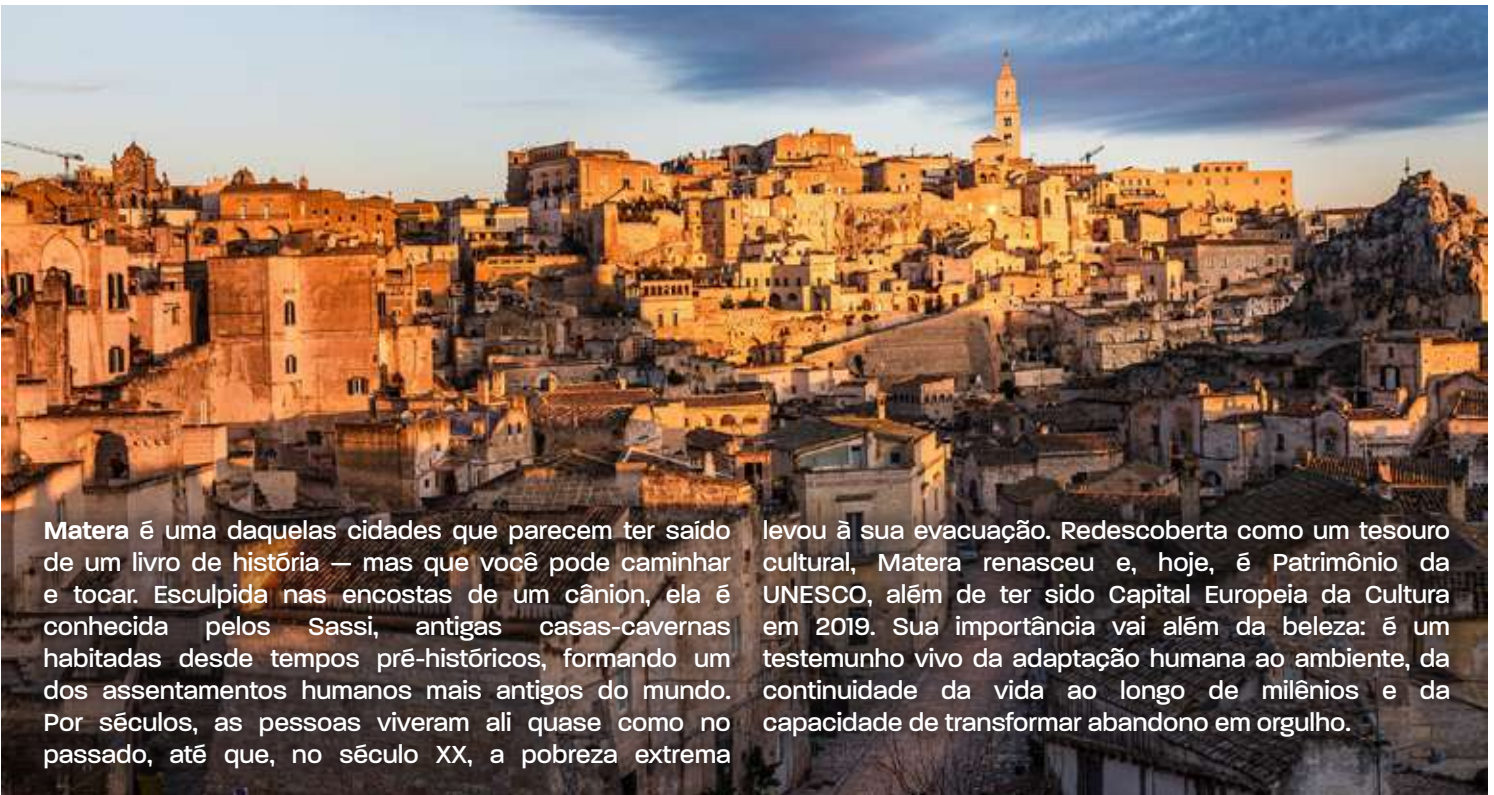 Matera é uma daquelas cidades que parecem ter saído
de um livro de história — mas que você pode caminhar
e tocar. Esculpida nas encostas de um cânion, ela é
conhecida pelos Sassi, antigas casas-cavernas
habitadas desde tempos pré-históricos, formando um
dos assentamentos humanos mais antigos do mundo.
Por séculos, as pessoas viveram ali quase como no
passado, até que, no século XX, a pobreza extrema
levou à sua evacuação. Redescoberta como um tesouro
cultural, Matera renasceu e, hoje, é Patrimônio da
UNESCO, além de ter sido Capital Europeia da Cultura
em 2019. Sua importância vai além da beleza: é um
testemunho vivo da adaptação humana ao ambiente, da
continuidade da vida ao longo de milênios e da
capacidade de transformar abandono em orgulho.